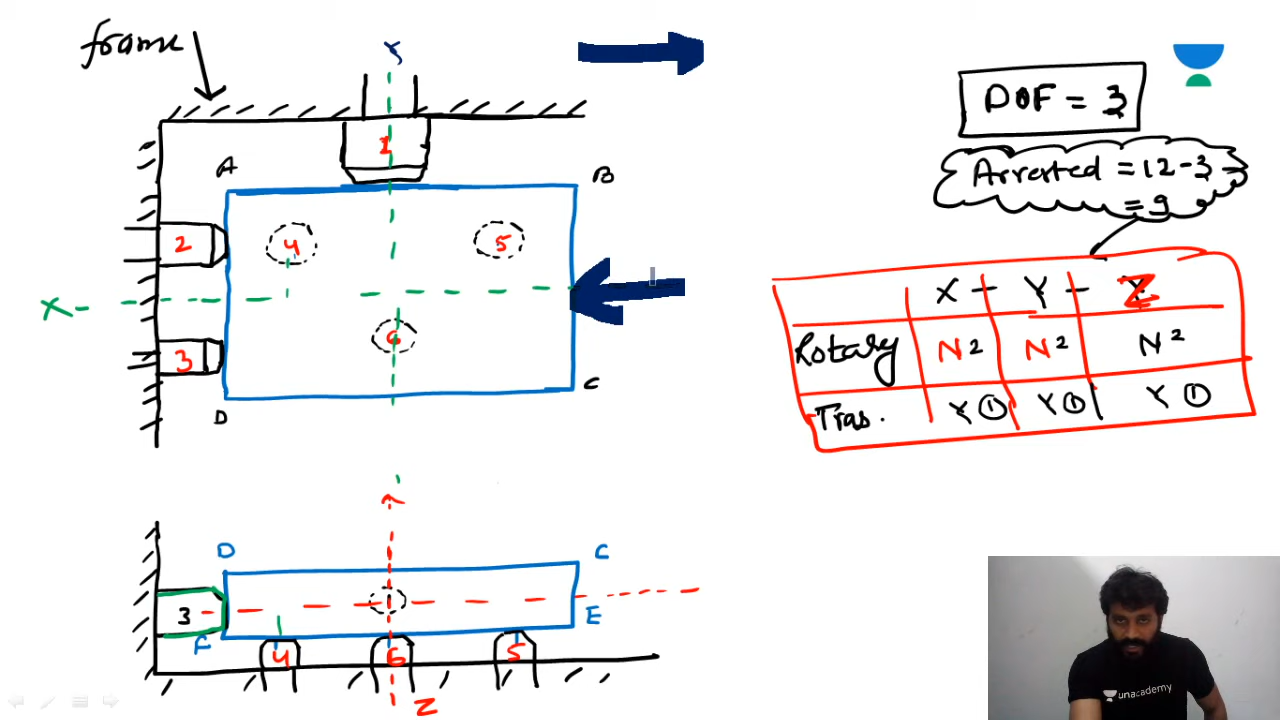 frame
Y
DOF = 3
Arrested = 12-3
= 9
1
A
B
2
4
5
X-
6
3
D
C
X - Y - Z
Rotary N 2 N 2 N 2
Tras. Y ① Y ① Y ①
D
C
3
F
E
4
6
5
Z
unacademy